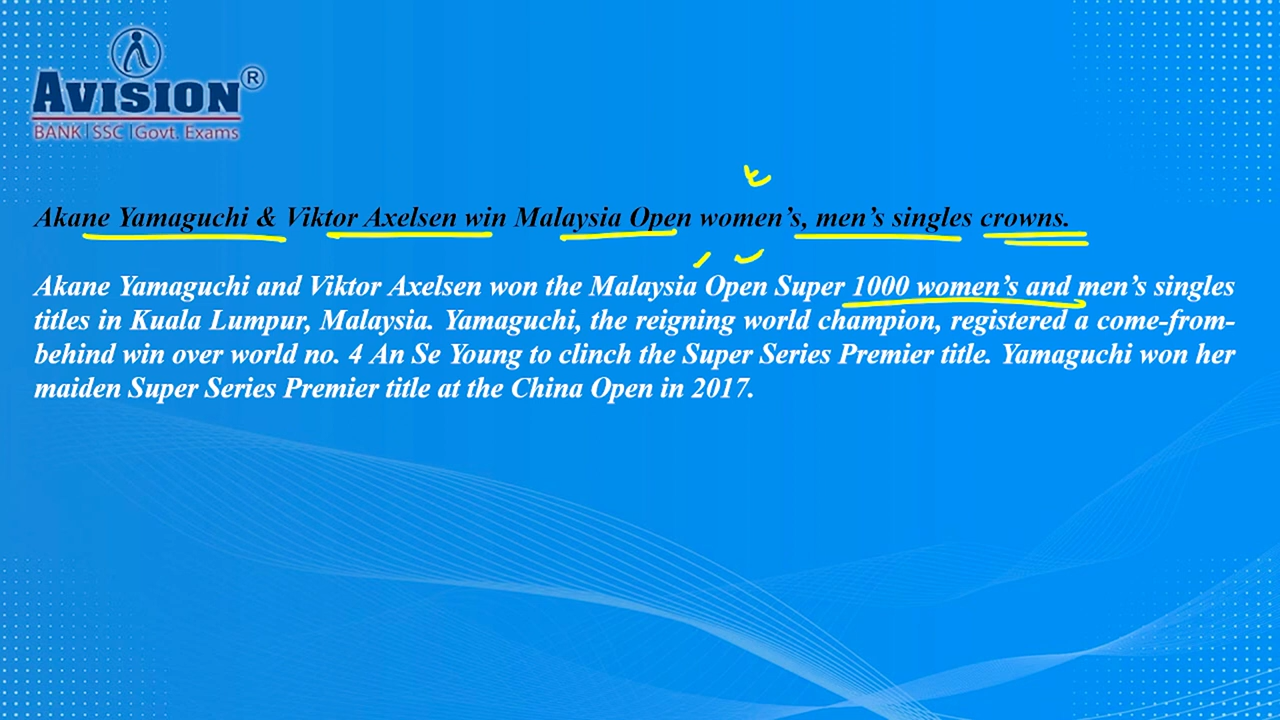 AVISION®
BANK | SSC | Govt. Exams
Akane Yamaguchi & Viktor Axelsen win Malaysia Open women’s, men’s singles crowns.
Akane Yamaguchi and Viktor Axelsen won the Malaysia Open Super 1000 women’s and men’s singles
titles in Kuala Lumpur, Malaysia. Yamaguchi, the reigning world champion, registered a come-from-
behind win over world no. 4 An Se Young to clinch the Super Series Premier title. Yamaguchi won her
maiden Super Series Premier title at the China Open in 2017.